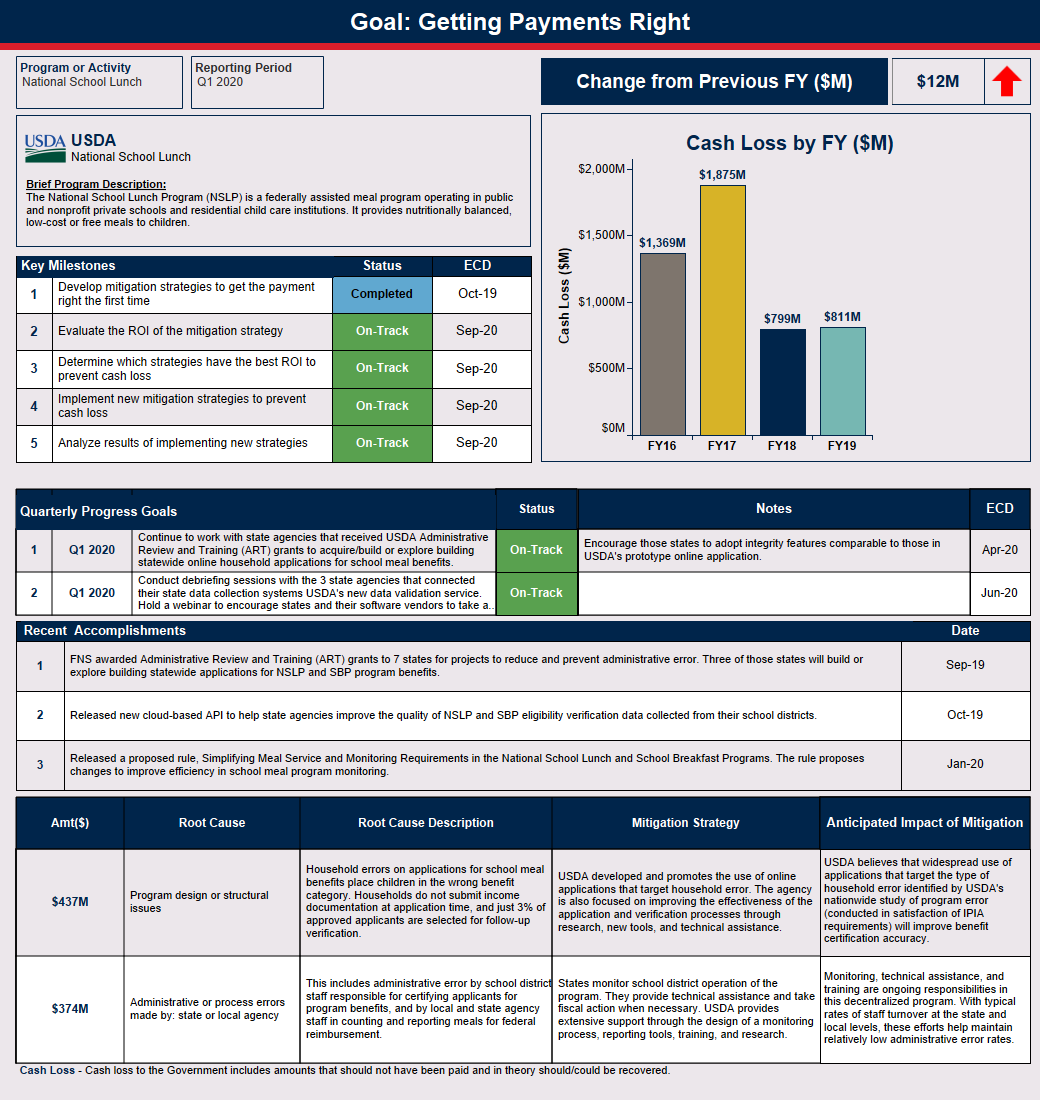 Goal: Getting Payments Right
Program or Activity
National School Lunch
Reporting Period
Q1 2020
Change from Previous FY ($M)
$12M
USDA
USDA
National School Lunch
Brief Program Description:
The National School Lunch Program (NSLP) is a federally assisted meal program operating in public
and nonprofit private schools and residential child care institutions. It provides nutritionally balanced,
low-cost or free meals to children.
Key Milestones Status ECD
1 Develop mitigation strategies to get the payment
right the first time Completed Oct-19
2 Evaluate the ROI of the mitigation strategy On-Track Sep-20
3 Determine which strategies have the best ROI to
prevent cash loss On-Track Sep-20
4 Implement new mitigation strategies to prevent
cash loss On-Track Sep-20
5 Analyze results of implementing new strategies On-Track Sep-20
Cash Loss by FY ($M)
Cash Loss ($M)
$2,000M
$1,500M
$1,000M
$500M
$0M
$1,369M
$1,875M
$799M
$811M
FY16 FY17 FY18 FY19
Quarterly Progress Goals Status Notes ECD
1 Q1 2020
Continue to work with state agencies that received USDA Administrative
Review and Training (ART) grants to acquire/build or explore building
statewide online household applications for school meal benefits.
On-Track
Encourage those states to adopt integrity features comparable to those in
USDA's prototype online application.
Apr-20
2 Q1 2020
Conduct debriefing sessions with the 3 state agencies that connected
their state data collection systems USDA's new data validation service.
Hold a webinar to encourage states and their software vendors to take a..
On-Track
Jun-20
Recent Accomplishments Date
1
FNS awarded Administrative Review and Training (ART) grants to 7 states for projects to reduce and prevent administrative error. Three of those states will build or
explore building statewide applications for NSLP and SBP program benefits.
Sep-19
2
Released new cloud-based API to help state agencies improve the quality of NSLP and SBP eligibility verification data collected from their school districts.
Oct-19
3
Released a proposed rule, Simplifying Meal Service and Monitoring Requirements in the National School Lunch and School Breakfast Programs. The rule proposes
changes to improve efficiency in school meal program monitoring.
Jan-20
Amt($) Root Cause Root Cause Description Mitigation Strategy Anticipated Impact of Mitigation
$437M
Program design or structural
issues
Household errors on applications for school meal
benefits place children in the wrong benefit
category. Households do not submit income
documentation at application time, and just 3% of
approved applicants are selected for follow-up
verification.
USDA developed and promotes the use of online
applications that target household error. The agency
is also focused on improving the effectiveness of the
application and verification processes through
research, new tools, and technical assistance.
USDA believes that widespread use of
applications that target the type of
household error identified by USDA's
nationwide study of program error
(conducted in satisfaction of IPIA
requirements) will improve benefit
certification accuracy.
$374M
Administrative or process errors
made by: state or local agency
This includes administrative error by school district
staff responsible for certifying applicants for
program benefits, and by local and state agency
staff in counting and reporting meals for federal
reimbursement.
States monitor school district operation of the
program. They provide technical assistance and take
fiscal action when necessary. USDA provides
extensive support through the design of a monitoring
process, reporting tools, training, and research.
Monitoring, technical assistance, and
training are ongoing responsibilities in
this decentralized program. With typical
rates of staff turnover at the state and
local levels, these efforts help maintain
relatively low administrative error rates.
Cash Loss - Cash loss to the Government includes amounts that should not have been paid and in theory should/could be recovered.